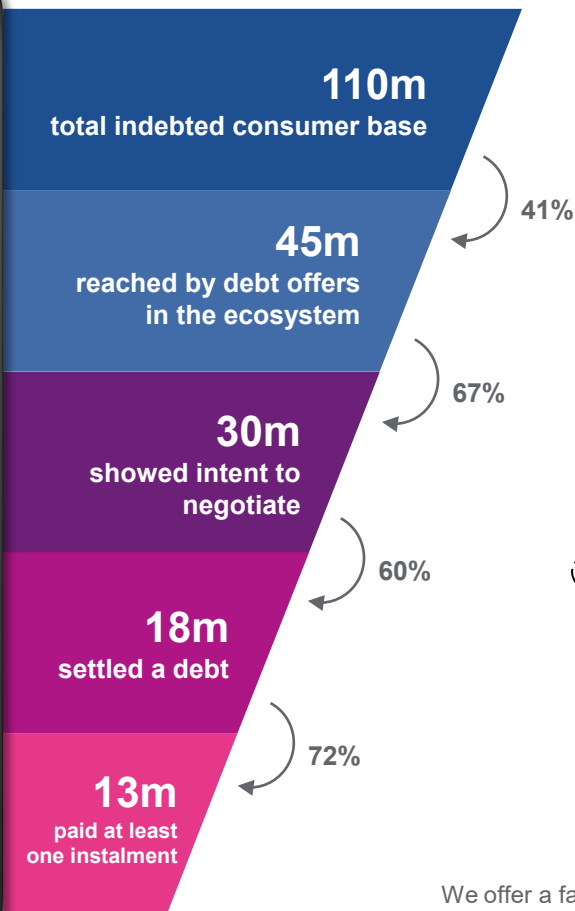 110m
total indebted consumer base
41%
45m
reached by debt offers
in the ecosystem
67%
30m
showed intent to
negotiate
60%
18m
settled a debt
72%
13m
paid at least
one instalment
We offer a fa